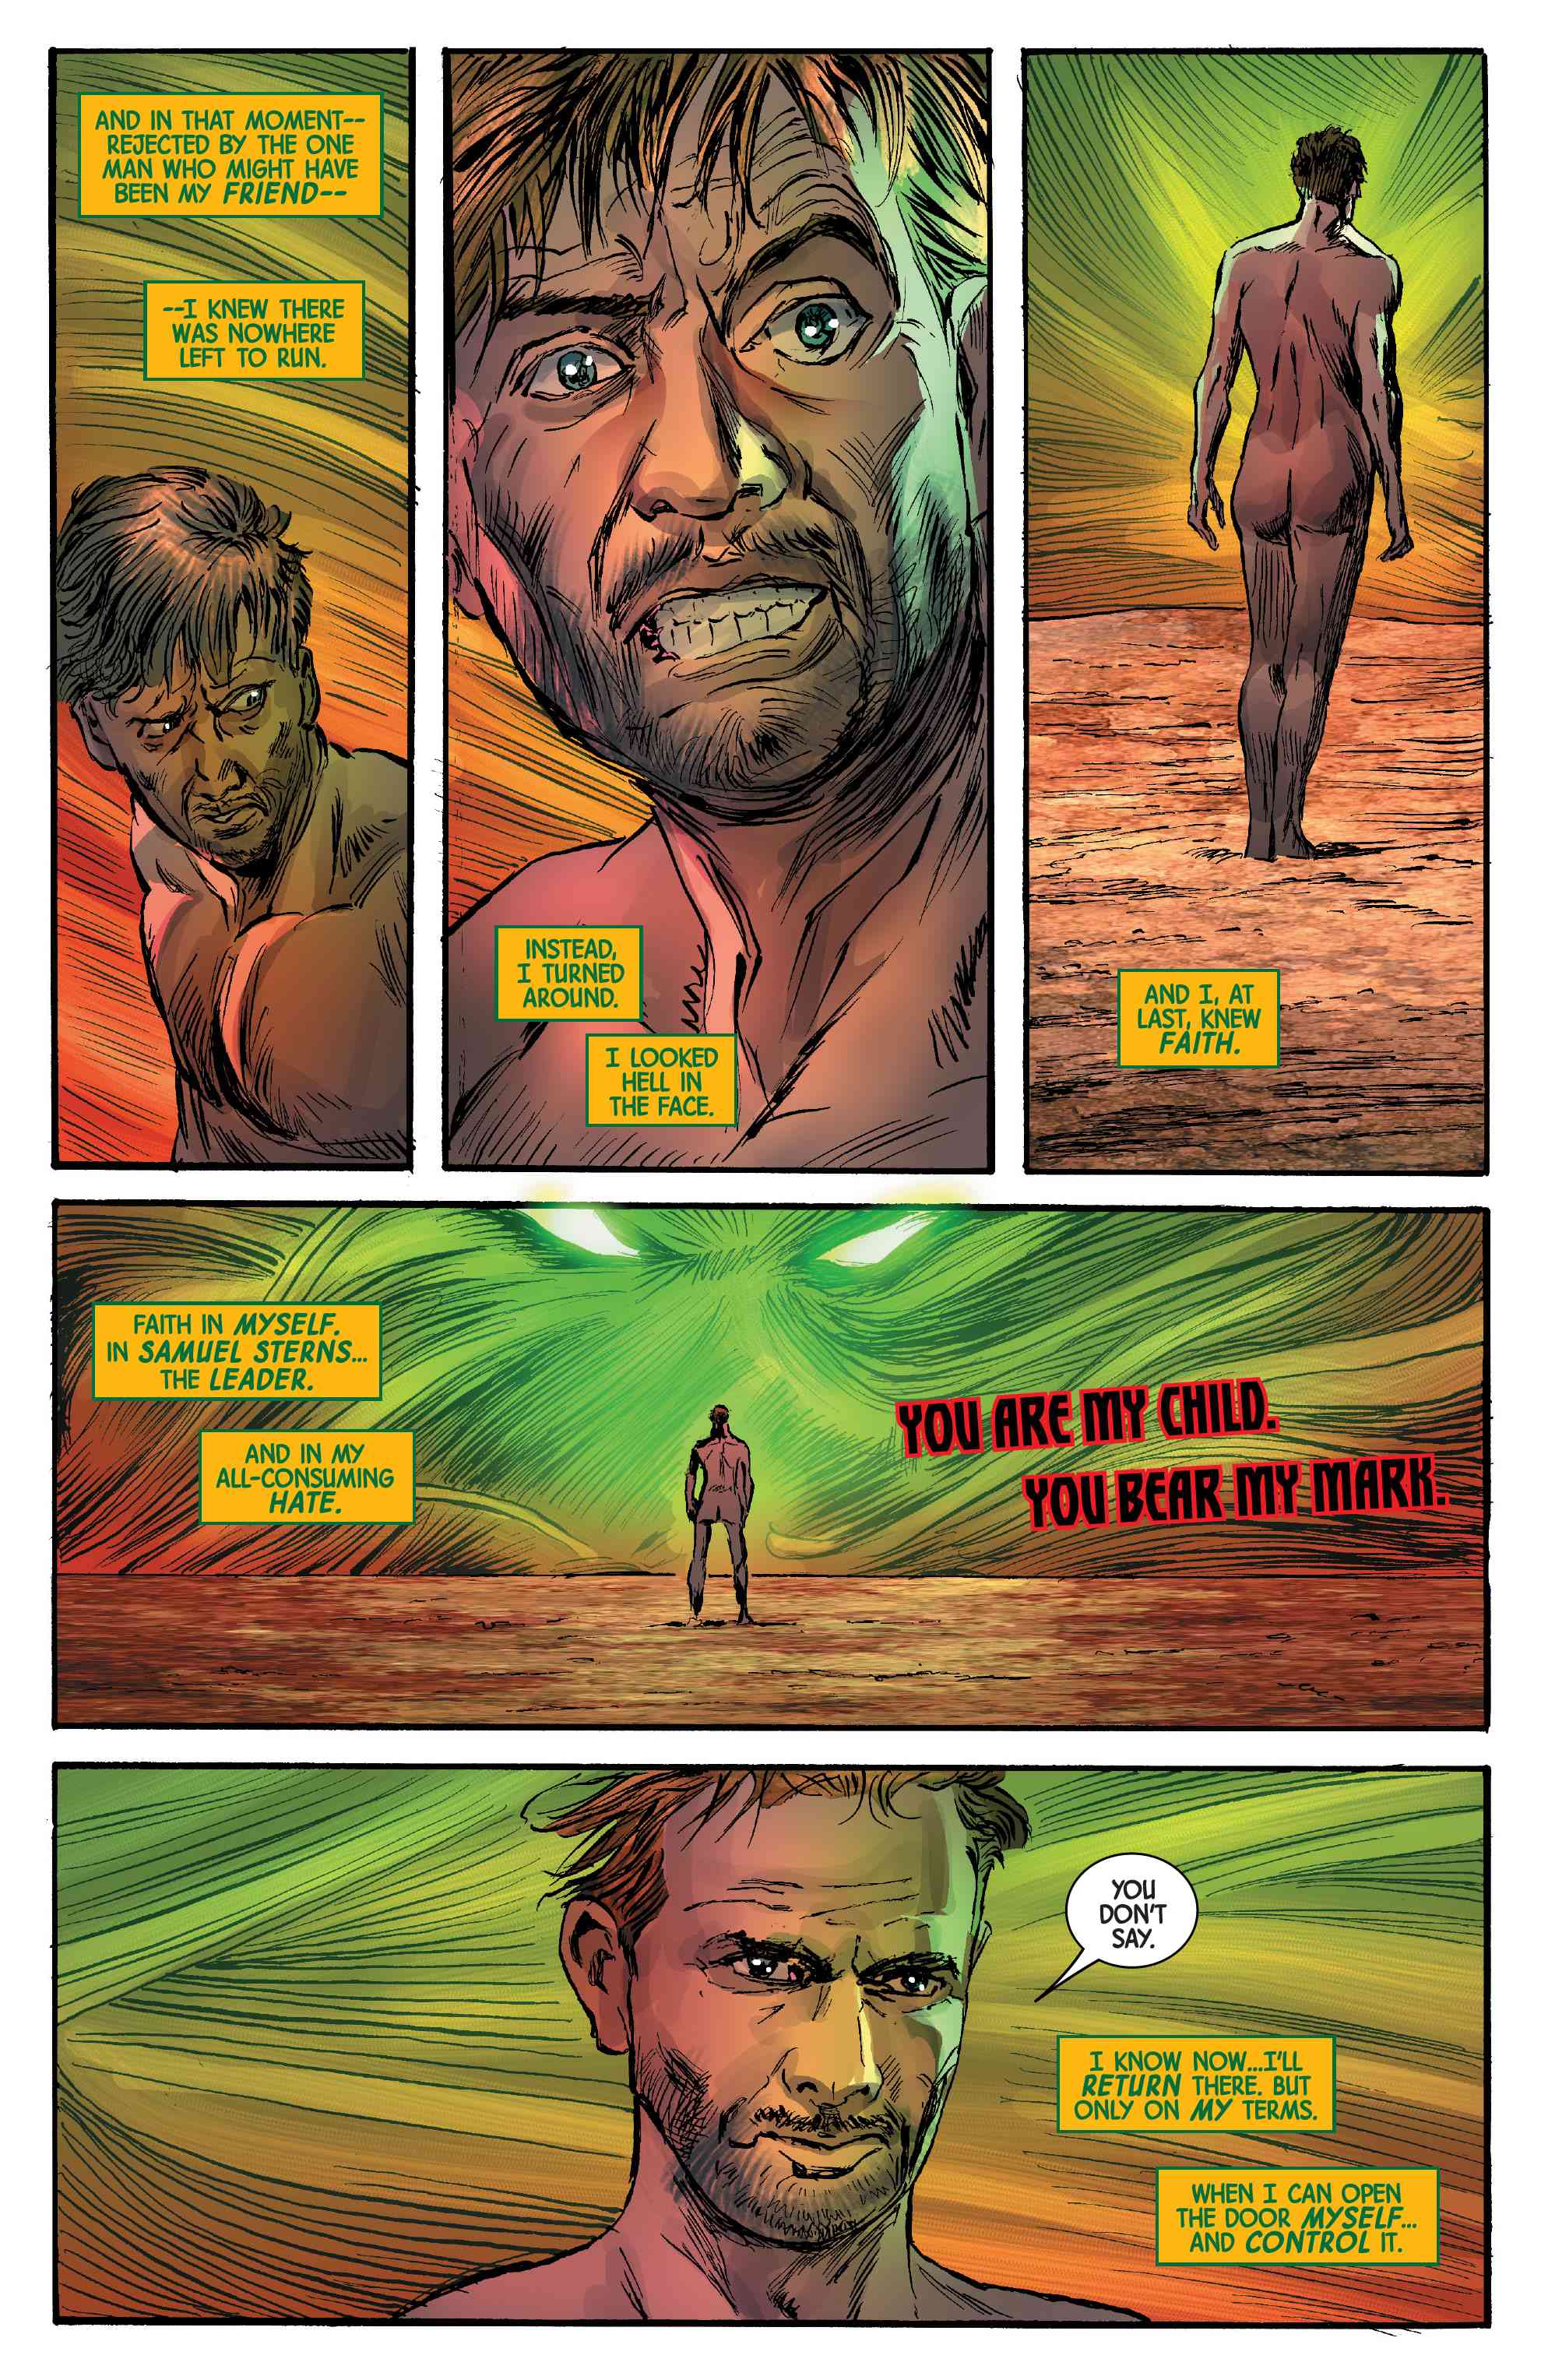 AND IN THAT MOMENT--
REJECTED BY THE ONE
MAN WHO MIGHT HAVE
BEEN MY FRIEND--
--I KNEW THERE
WAS NOWHERE
LEFT TO RUN.
INSTEAD,
I TURNED
AROUND.
I LOOKED
HELL IN
THE FACE.
AND I, AT
LAST, KNEW
FAITH.
FAITH IN MYSELF.
IN SAMUEL STERNS...
THE LEADER.
AND IN MY
ALL-CONSUMING
HATE.
YOU ARE MY CHILD.
YOU BEAR MY MARK.
YOU
DON'T
SAY.
I KNOW NOW...I'LL
RETURN THERE. BUT
ONLY ON MY TERMS.
WHEN I CAN OPEN
THE DOOR MYSELF...
AND CONTROL IT.